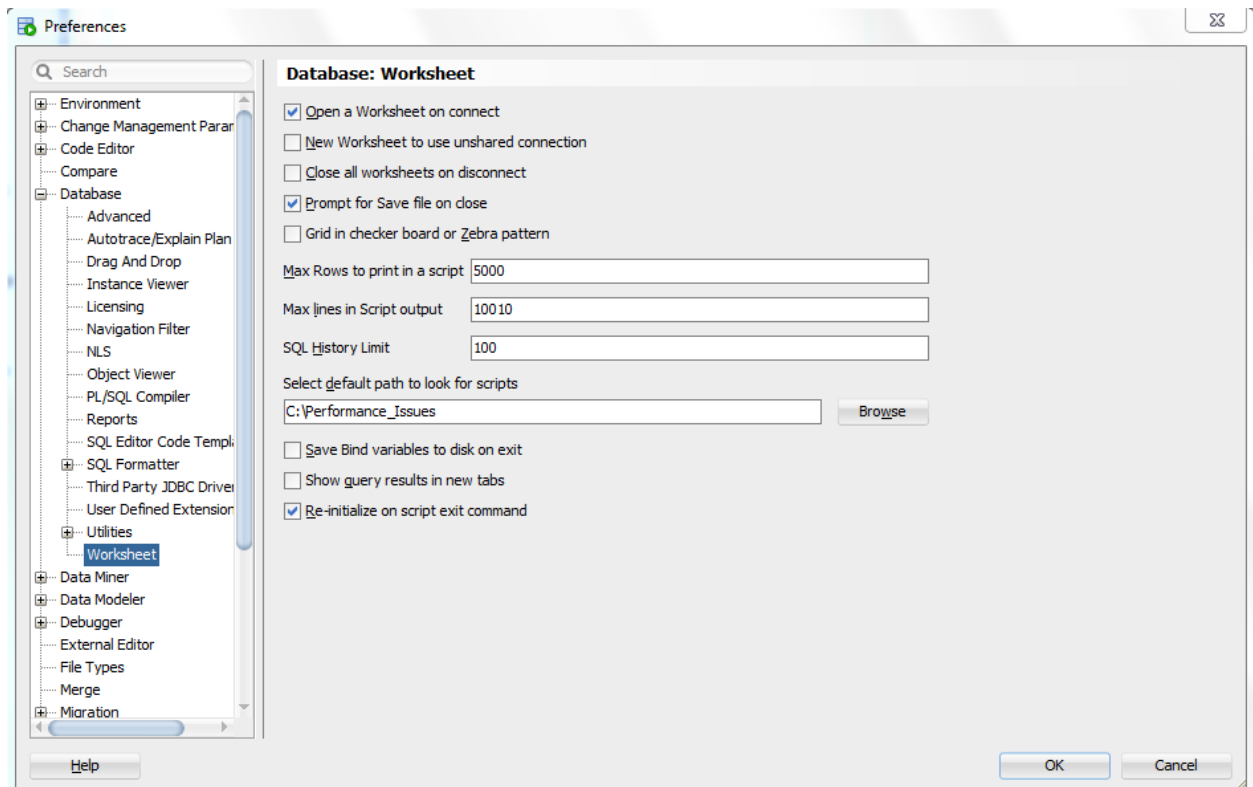 Preferences
Search
Environment
Change Management Paran
Code Editor
Compare
Database
Advanced
Autotrace/Explain Plan
Drag And Drop
Instance Viewer
Licensing
Navigation Filter
NLS
Object Viewer
PL/SQL Compiler
Reports
SQL Editor Code Templ
SQL Formatter
Third Party JDBC Driver
User Defined Extension
Utilities
Worksheet
Data Miner
Data Modeler
Debugger
External Editor
File Types
Merge
Migration
Database: Worksheet
Open a Worksheet on connect
New Worksheet to use unshared connection
Close all worksheets on disconnect
Prompt for Save file on close
Grid in checker board or Zebra pattern
Max Rows to print in a script 5000
Max lines in Script output 10010
SQL History Limit 100
Select default path to look for scripts
C:\Performance_Issues Browse
Save Bind variables to disk on exit
Show query results in new tabs
Re-initialize on script exit command
Help OK Cancel